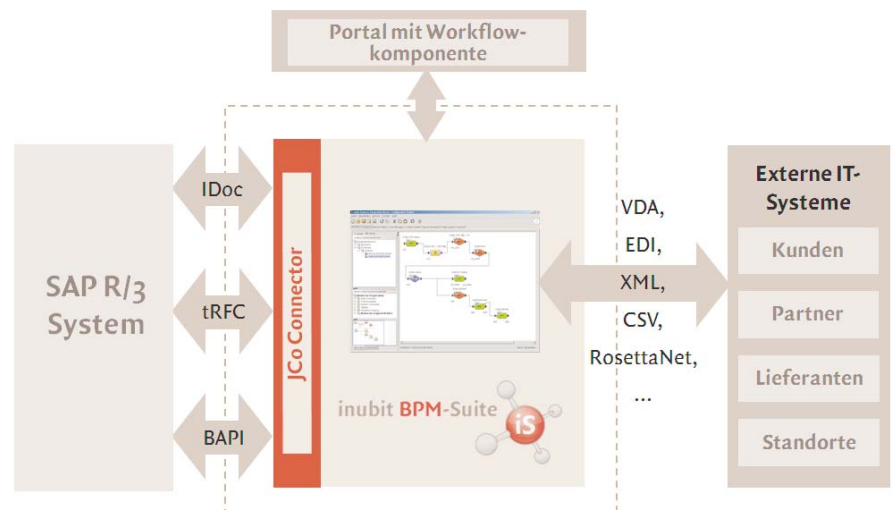 Portal mit Workflow-
komponente
SAP R/3
System
IDoc
tRFC
BAPI
JCo Connector
inubit BPM-Suite
iS
VDA,
EDI,
XML,
CSV,
RosettaNet,
...
Externe IT-
Systeme
Kunden
Partner
Lieferanten
Standorte